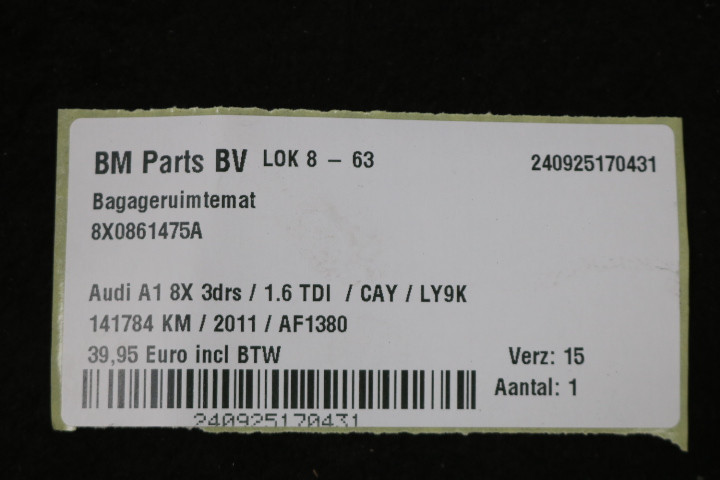 BM Parts BV LOK 8 - 63 240925170431
Bagageruimtemat
8X0861475A
Audi A1 8X 3drs / 1.6 TDI / CAY / LY9K
141784 KM / 2011 / AF1380
39,95 Euro incl BTW Verz: 15
Aantal: 1
240925170431